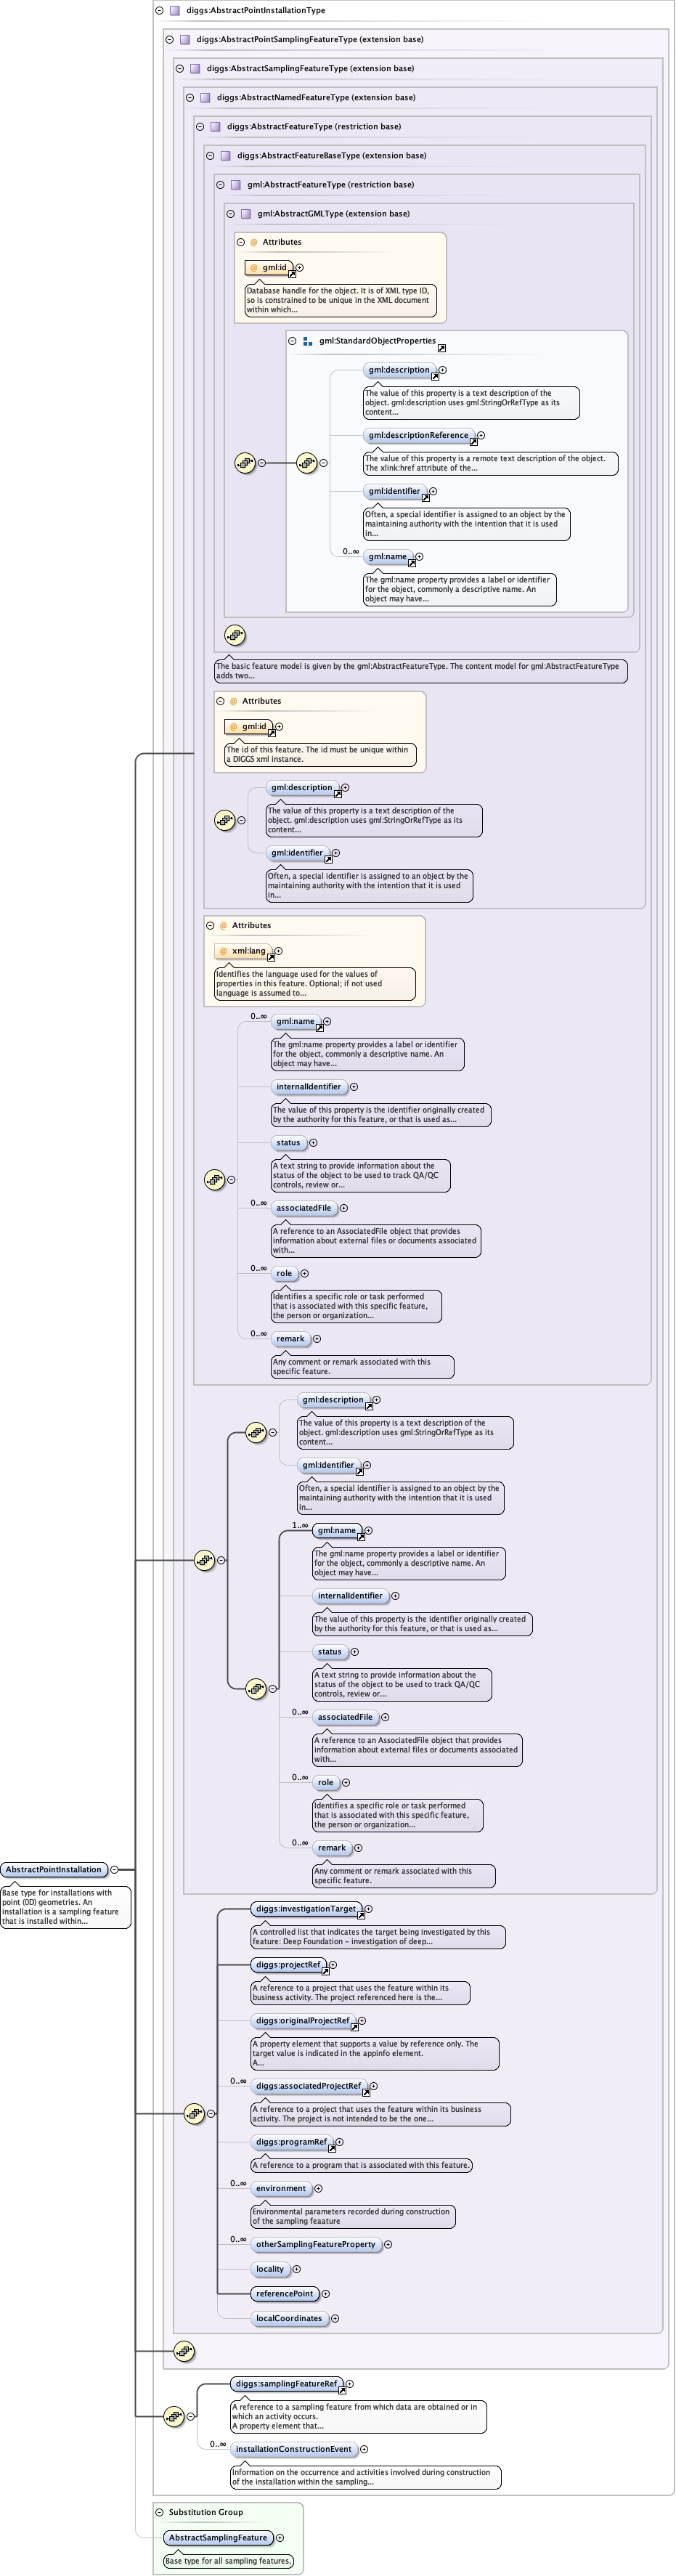 diggs:AbstractPointInstallationType
diggs:AbstractPointSamplingFeatureType (extension base)
diggs:AbstractSamplingFeatureType (extension base)
diggs:AbstractNamedFeatureType (extension base)
diggs:AbstractFeatureType (restriction base)
diggs:AbstractFeatureBaseType (extension base)
gml:AbstractFeatureType (restriction base)
gml:AbstractGMLType (extension base)
@ Attributes
@ gml:id
Database handle for the object. It is of XML type ID,
so is constrained to be unique in the XML document
within which...
gml:StandardObjectProperties
gml:description
The value of this property is a text description of the
object. gml:description uses gml:StringOrRefType as its
content...
gml:descriptionReference
The value of this property is a remote text description of the object.
The xlink:href attribute of the...
gml:identifier
Often, a special identifier is assigned to an object by the
maintaining authority with the intention that it is used
in...
0..∞
gml:name
The gml:name property provides a label or identifier
for the object, commonly a descriptive name. An
object may have...
The basic feature model is given by the gml:AbstractFeatureType. The content model for gml:AbstractFeatureType
adds two...
@ Attributes
@ gml:id
The id of this feature. The id must be unique within
a DIGGS xml instance.
gml:description
The value of this property is a text description of the
object. gml:description uses gml:StringOrRefType as its
content...
gml:identifier
Often, a special identifier is assigned to an object by the
maintaining authority with the intention that it is used
in...
@ Attributes
@ xml:lang
Identifies the language used for the values of
properties in this feature. Optional; if not used
language is assumed to...
0..∞
gml:name
The gml:name property provides a label or identifier
for the object, commonly a descriptive name. An
object may have...
internalIdentifier
The value of this property is the identifier originally created
by the authority for this feature, or that is used as...
status
A text string to provide information about the
status of the object to be used to track QA/QC
controls, review or...
0..∞
associatedFile
A reference to an AssociatedFile object that provides
information about external files or documents associated
with...
0..∞
role
Identifies a specific role or task performed
that is associated with this specific feature,
the person or organization...
0..∞
remark
Any comment or remark associated with this
specific feature.
gml:description
The value of this property is a text description of the
object. gml:description uses gml:StringOrRefType as its
content...
gml:identifier
Often, a special identifier is assigned to an object by the
maintaining authority with the intention that it is used
in...
1..∞
gml:name
The gml:name property provides a label or identifier
for the object, commonly a descriptive name. An
object may have...
internalIdentifier
The value of this property is the identifier originally created
by the authority for this feature, or that is used as...
status
A text string to provide information about the
status of the object to be used to track QA/QC
controls, review or...
0..∞
associatedFile
A reference to an AssociatedFile object that provides
information about external files or documents associated
with...
0..∞
role
Identifies a specific role or task performed
that is associated with this specific feature,
the person or organization...
0..∞
remark
Any comment or remark associated with this
specific feature.
AbstractPointInstallation
Base type for installations with
point (0D) geometries. An
installation is a sampling feature
that is installed within...
diggs:investigationTarget
A controlled list that indicates the target being investigated by this
feature: Deep Foundation - investigation of deep...
diggs:projectRef
A reference to a project that uses the feature within its
business activity. The project referenced here is the...
diggs:originalProjectRef
A property element that supports a value by reference only. The
target value is indicated in the appinfo element.
A...
0..∞
diggs:associatedProjectRef
A reference to a project that uses the feature within its business
activity. The project is not intended to be the one...
diggs:programRef
A reference to a program that is associated with this feature.
0..∞
environment
Environmental parameters recorded during construction
of the sampling feaature
0..∞
otherSamplingFeatureProperty
locality
referencePoint
localCoordinates
diggs:samplingFeatureRef
A reference to a sampling feature from which data are obtained or in
which an activity occurs.
A property element that...
0..∞
installationConstructionEvent
Information on the occurrence and activities involved during construction
of the installation within the sampling...
Substitution Group
AbstractSamplingFeature
Base type for all sampling features.